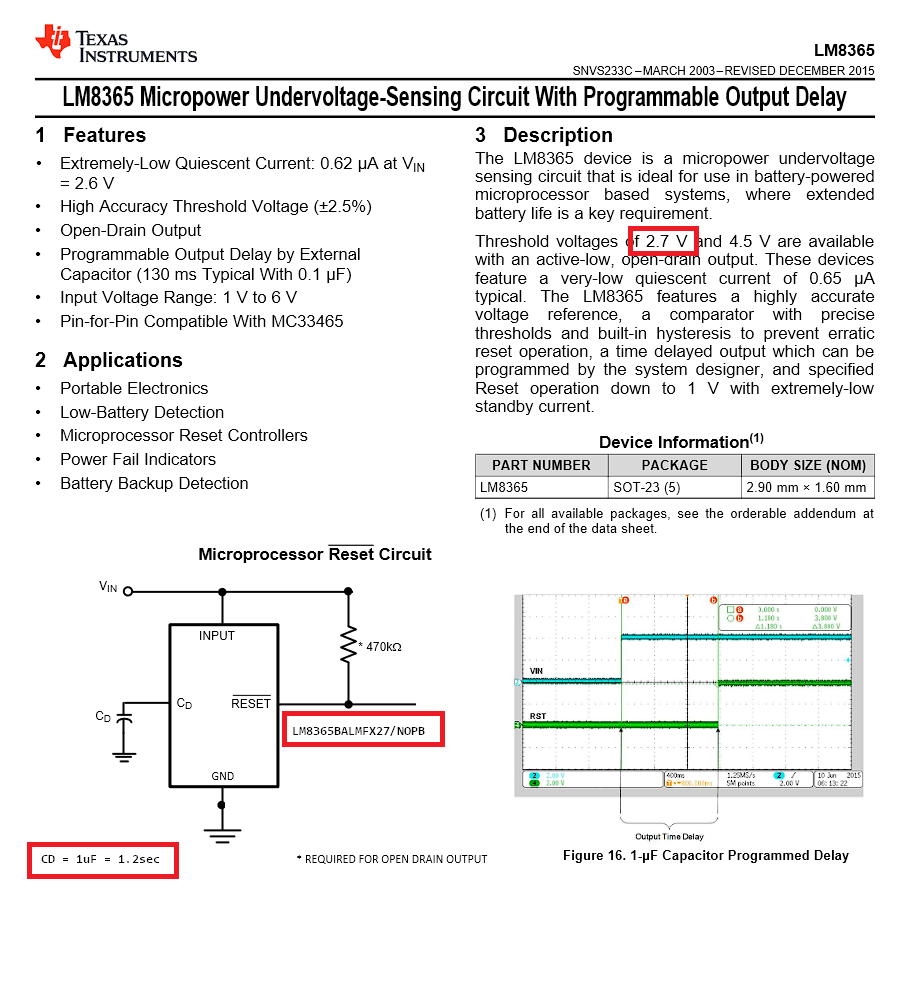 TEXAS
INSTRUMENTS
LM8365
SNVS233C – MARCH 2003 – REVISED DECEMBER 2015
LM8365 Micropower Undervoltage-Sensing Circuit With Programmable Output Delay
1 Features
• Extremely-Low Quiescent Current: 0.62 µA at VIN
= 2.6 V
• High Accuracy Threshold Voltage (±2.5%)
• Open-Drain Output
• Programmable Output Delay by External
Capacitor (130 ms Typical With 0.1 µF)
• Input Voltage Range: 1 V to 6 V
• Pin-for-Pin Compatible With MC33465
2 Applications
• Portable Electronics
• Low-Battery Detection
• Microprocessor Reset Controllers
• Power Fail Indicators
• Battery Backup Detection
3 Description
The LM8365 device is a micropower undervoltage
sensing circuit that is ideal for use in battery-powered
microprocessor based systems, where extended
battery life is a key requirement.
Threshold voltages of 2.7 V and 4.5 V are available
with an active-low, open-drain output. These devices
feature a very-low quiescent current of 0.65 µA
typical. The LM8365 features a highly accurate
voltage reference, a comparator with precise
thresholds and built-in hysteresis to prevent erratic
reset operation, a time delayed output which can be
programmed by the system designer, and specified
Reset operation down to 1 V with extremely-low
standby current.
Device Information(1)
PART NUMBER PACKAGE BODY SIZE (NOM)
LM8365 SOT-23 (5) 2.90 mm × 1.60 mm
(1) For all available packages, see the orderable addendum at
the end of the data sheet.
Microprocessor Reset Circuit
VIN
INPUT
* 470kΩ
CD
CD
RESET
LM8365BALMFX27/NOPB
GND
CD = 1uF = 1.2sec
* REQUIRED FOR OPEN DRAIN OUTPUT
a b
a 0.000 s 0.000 V
b 1.180 s 3.800 V
Δ1.180 s Δ3.800 V
VIN
RST
2 2.00 V
4 2.00 V
400ms
1.25MS/s
5M points
2
2.00 V
10 Jun 2015
06:13:22
Output Time Delay
Figure 16. 1-µF Capacitor Programmed Delay